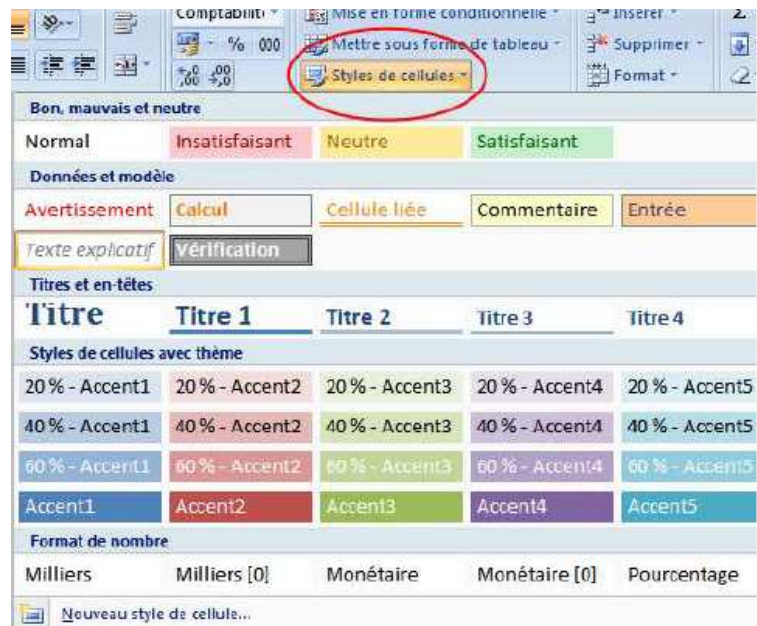 Comptabilité Mise en forme conditionnelle Insérer Σ
% 000 Mettre sous forme de tableau Supprimer
,00 Styles de cellules Format
Bon, mauvais et neutre
Normal Insatisfaisant Neutre Satisfaisant
Données et modèle
Avertissement Calcul Cellule liée Commentaire Entrée
Texte explicatif Vérification
Titres et en-têtes
Titre Titre 1 Titre 2 Titre 3 Titre 4
Styles de cellules avec thème
20 % - Accent1 20 % - Accent2 20 % - Accent3 20 % - Accent4 20 % - Accent5
40 % - Accent1 40 % - Accent2 40 % - Accent3 40 % - Accent4 40 % - Accent5
60 % - Accent1 60 % - Accent2 60 % - Accent3 60 % - Accent4 60 % - Accent5
Accent1 Accent2 Accent3 Accent4 Accent5
Format de nombre
Milliers Milliers [0] Monétaire Monétaire [0] Pourcentage
Nouveau style de cellule...